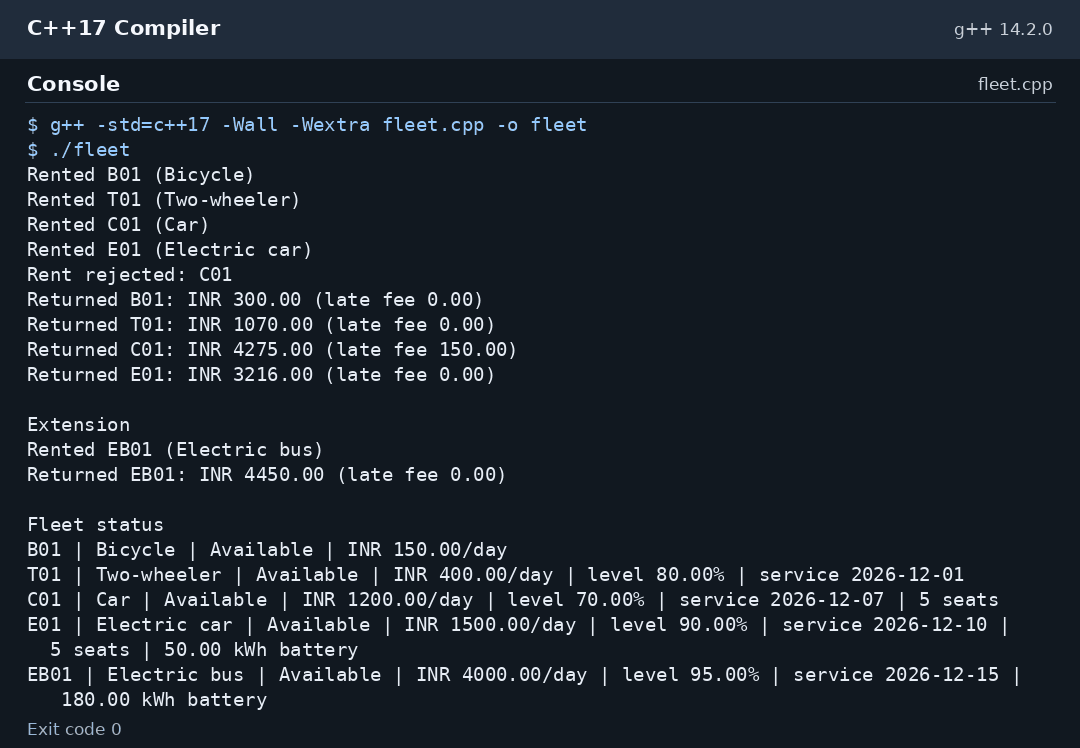 C++17 Compiler
g++ 14.2.0
Console
fleet.cpp
$ g++ -std=c++17 -Wall -Wextra fleet.cpp -o fleet
$ ./fleet
Rented B01 (Bicycle)
Rented T01 (Two-wheeler)
Rented C01 (Car)
Rented E01 (Electric car)
Rent rejected: C01
Returned B01: INR 300.00 (late fee 0.00)
Returned T01: INR 1070.00 (late fee 0.00)
Returned C01: INR 4275.00 (late fee 150.00)
Returned E01: INR 3216.00 (late fee 0.00)

Extension
Rented EB01 (Electric bus)
Returned EB01: INR 4450.00 (late fee 0.00)

Fleet status
B01 | Bicycle | Available | INR 150.00/day
T01 | Two-wheeler | Available | INR 400.00/day | level 80.00% | service 2026-12-01
C01 | Car | Available | INR 1200.00/day | level 70.00% | service 2026-12-07 | 5 seats
E01 | Electric car | Available | INR 1500.00/day | level 90.00% | service 2026-12-10 |
5 seats | 50.00 kWh battery
EB01 | Electric bus | Available | INR 4000.00/day | level 95.00% | service 2026-12-15 |
180.00 kWh battery
Exit code 0